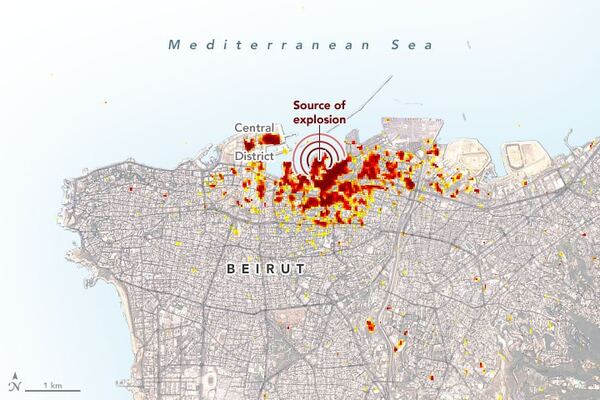 Mediterranean Sea
Source of
explosion
Central
District
BEIRUT
N
1 km